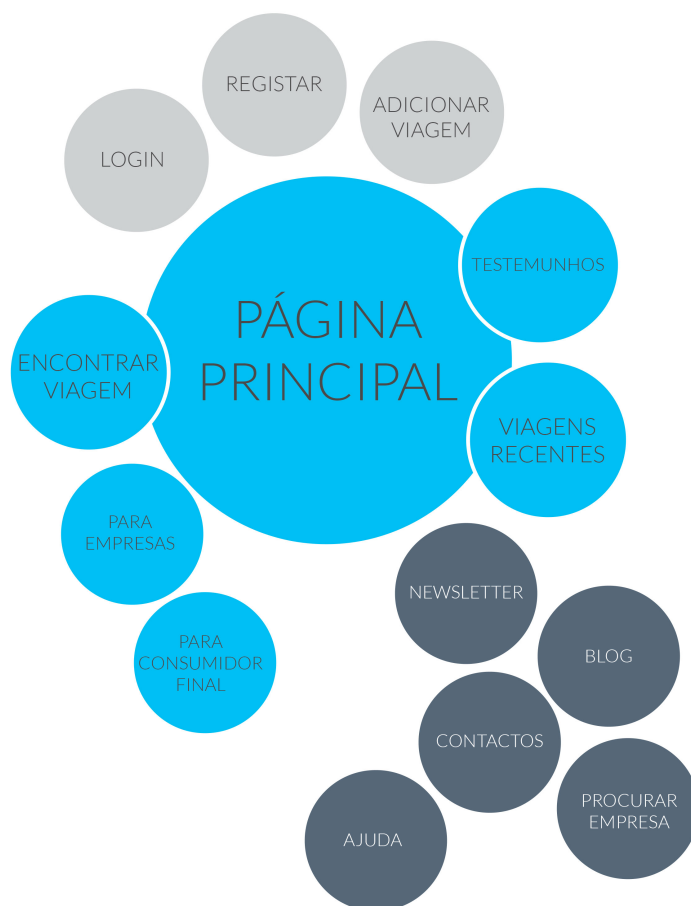 REGISTAR
ADICIONAR
VIAGEM
LOGIN
TESTEMUNHOS
PÁGINA
PRINCIPAL
ENCONTRAR
VIAGEM
VIAGENS
RECENTES
PARA
EMPRESAS
NEWSLETTER
PARA
CONSUMIDOR
FINAL
BLOG
CONTACTOS
PROCURAR
EMPRESA
AJUDA